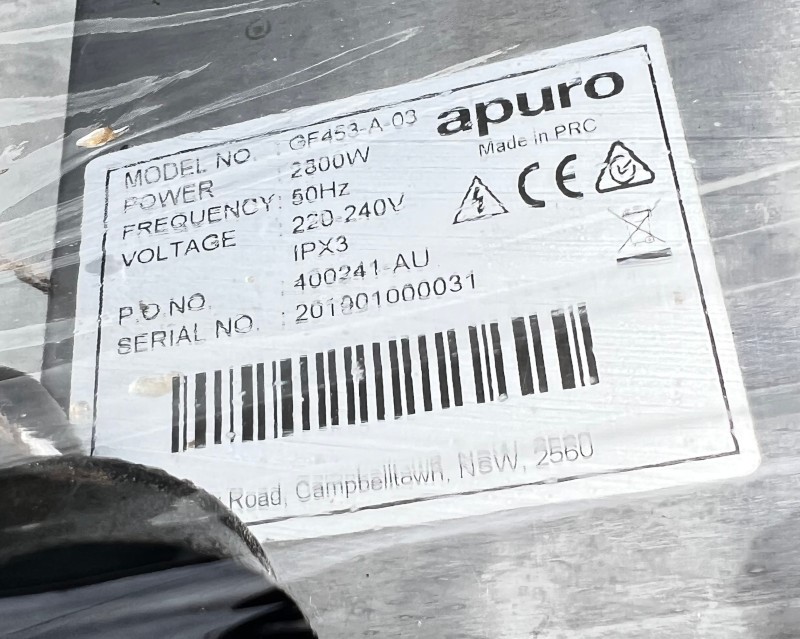 apuro
Made in PRC
MODEL NO. : GF453-A-03
POWER : 2800W
FREQUENCY : 50Hz
VOLTAGE : 220-240V
IPX3
P.O NO. : 400241-AU
SERIAL NO. : 201901000031
CE
Road, Campbelltown, NSW, 2560